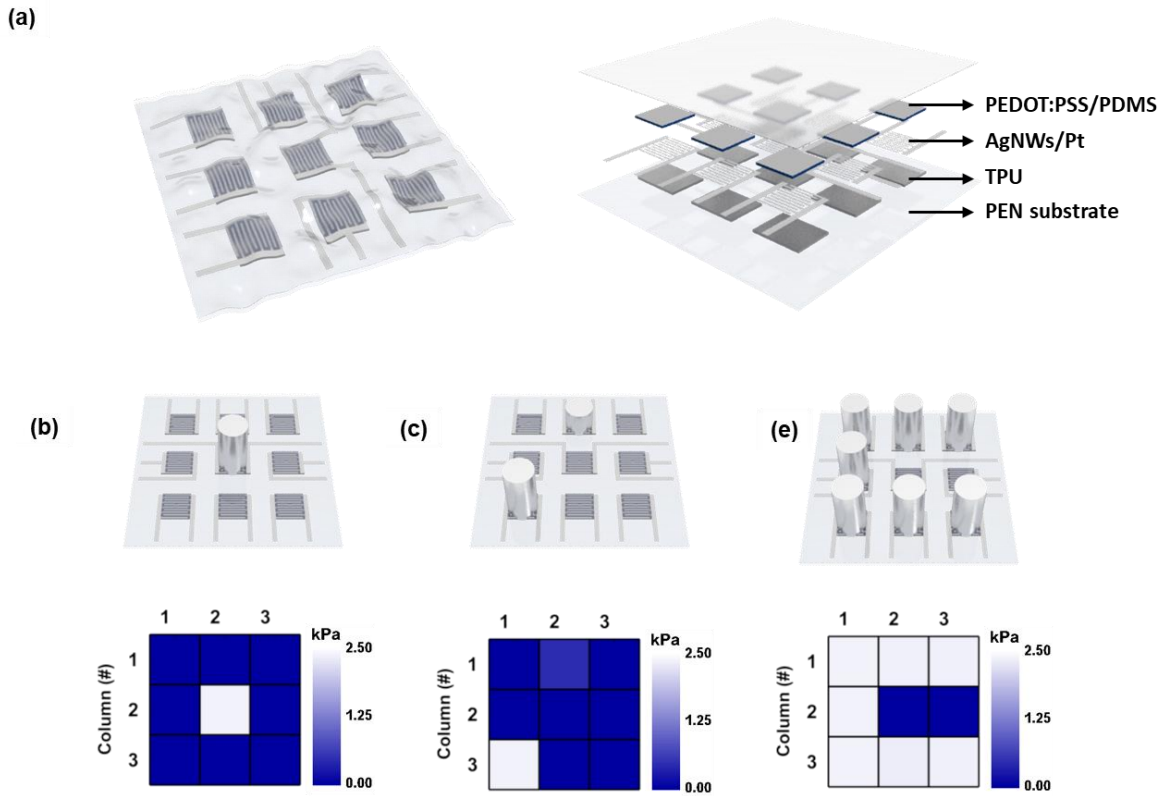 (a)
PEDOT:PSS/PDMS
AgNWs/Pt
TPU
PEN substrate
(b)
(c)
(e)
1 2 3
kPa
2.50
1
Column (#)
2
1.25
3
0.00
1 2 3
kPa
2.50
1
Column (#)
2
1.25
3
0.00
1 2 3
kPa
2.50
1
Column (#)
2
1.25
3
0.00